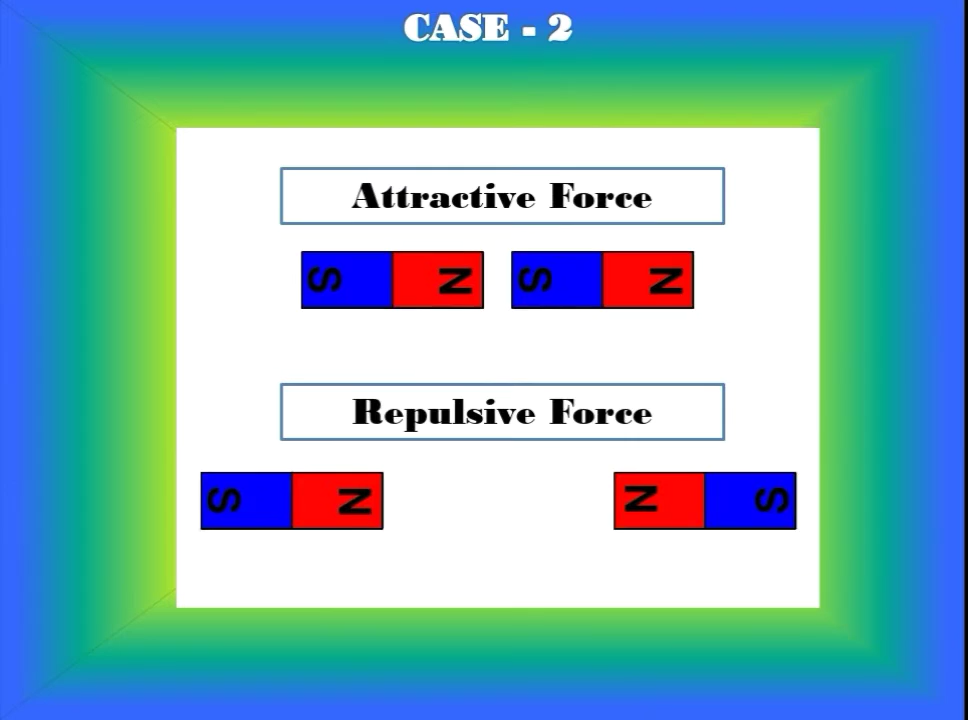 CASE - 2
Attractive Force
S N S N
Repulsive Force
S N N S